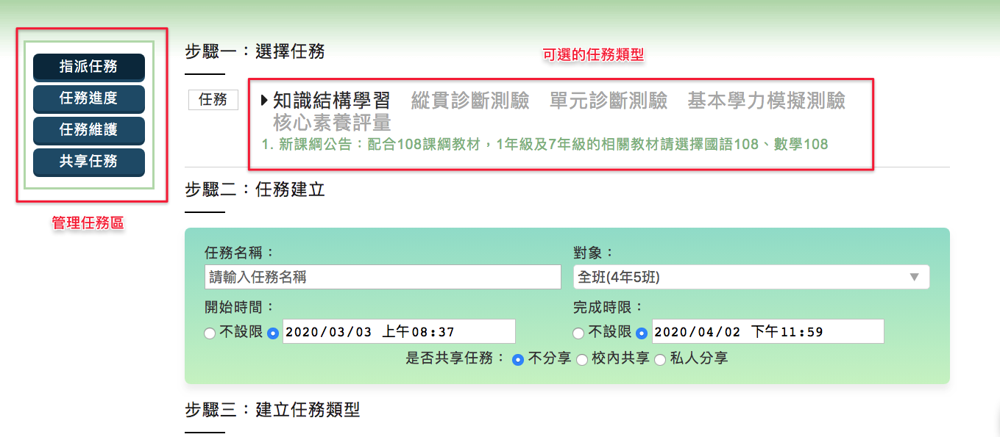 指派任務
任務進度
任務維護
共享任務
管理任務區
步驟一：選擇任務
可選的任務類型
任務
知識結構學習 縱貫診斷測驗 單元診斷測驗 基本學力模擬測驗
核心素養評量
1. 新課綱公告：配合108課綱教材，1年級及7年級的相關教材請選擇國語108、數學108
步驟二：任務建立
任務名稱： 對象：
請輸入任務名稱 全班(4年5班)
開始時間： 完成時限：
不設限 2020/03/03 上午08:37 不設限 2020/04/02 下午11:59
是否共享任務： 不分享 校內共享 私人分享
步驟三：建立任務類型